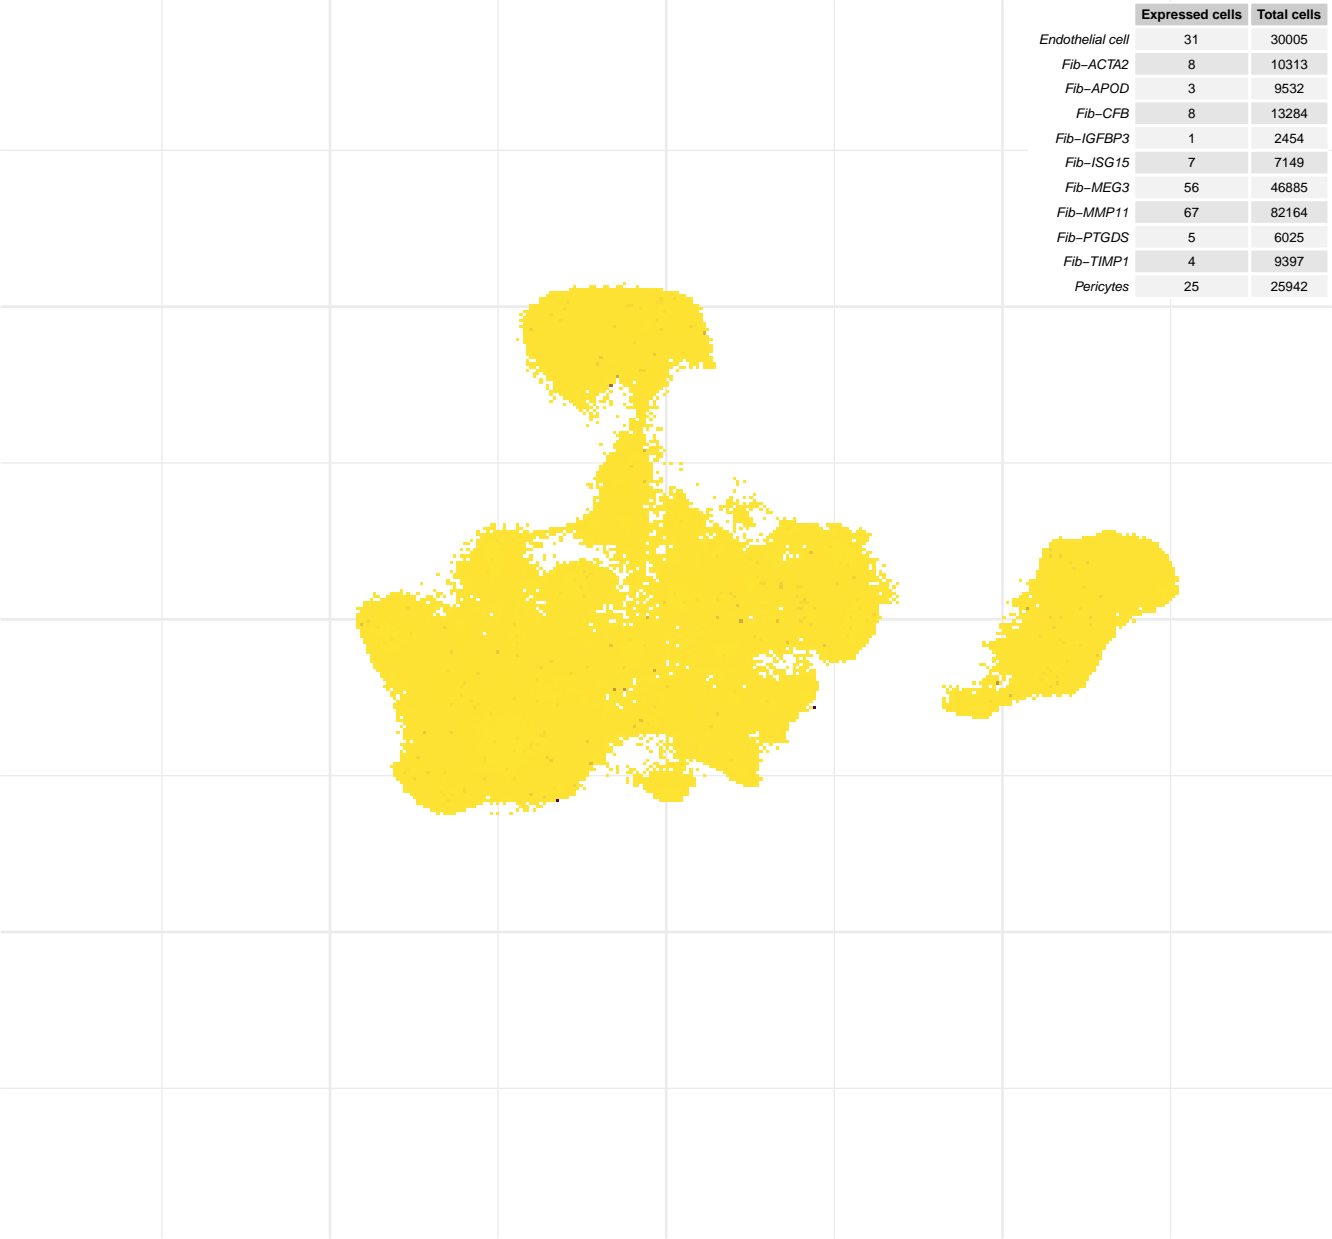 Expressed cells Total cells
Endothelial cell 31 30005
Fib−ACTA2 8 10313
Fib−APOD 3 9532
Fib−CFB 8 13284
Fib−IGFBP3 1 2454
Fib−ISG15 7 7149
Fib−MEG3 56 46885
Fib−MMP11 67 82164
Fib−PTGDS 5 6025
Fib−TIMP1 4 9397
Pericytes 25 25942